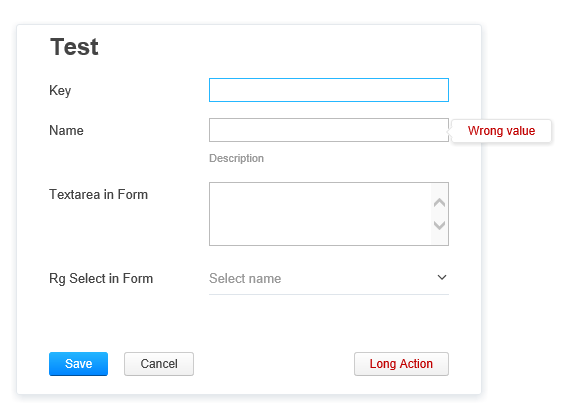 Test
Key
Name
Wrong value
Description
Textarea in Form
Rg Select in Form
Select name
Save
Cancel
Long Action